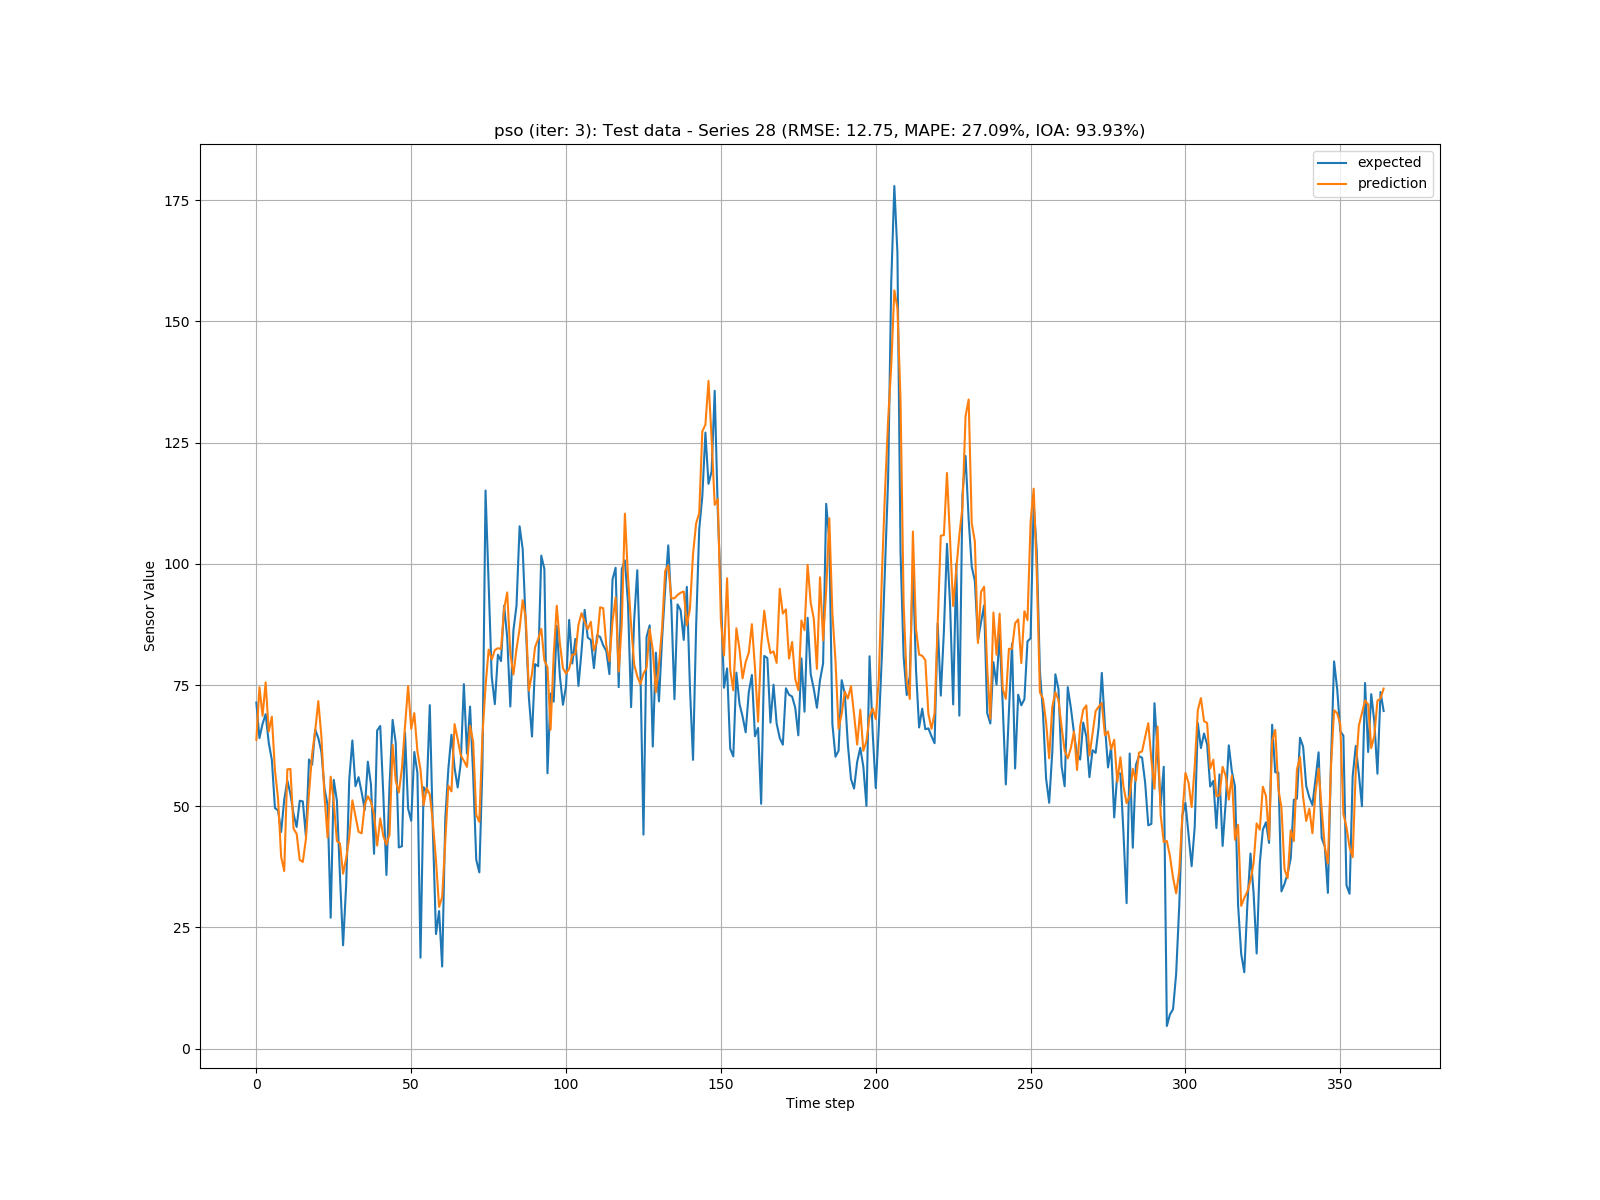 pso (iter: 3): Test data - Series 28 (RMSE: 12.75, MAPE: 27.09%, IOA: 93.93%)
expected
prediction
175
150
125
100
75
50
25
0
Sensor Value
0 50 100 150 200 250 300 350
Time step